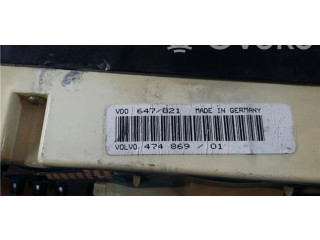 VDO 647/821 MADE IN GERMANY
VOLVO 474 869 / 01